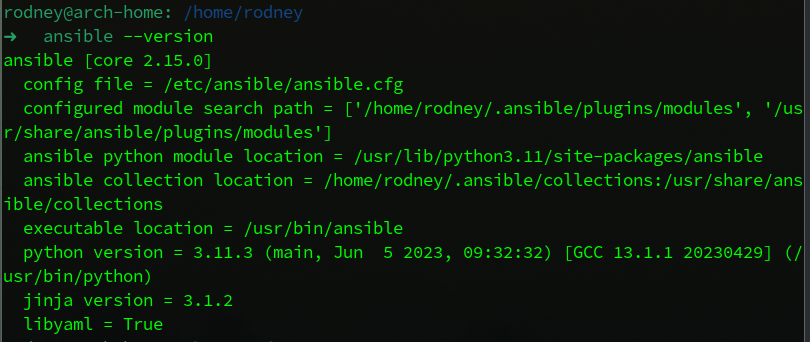 rodney@arch-home: /home/rodney
➜  ansible --version
ansible [core 2.15.0]
  config file = /etc/ansible/ansible.cfg
  configured module search path = ['/home/rodney/.ansible/plugins/modules', '/us
r/share/ansible/plugins/modules']
  ansible python module location = /usr/lib/python3.11/site-packages/ansible
  ansible collection location = /home/rodney/.ansible/collections:/usr/share/ans
ible/collections
  executable location = /usr/bin/ansible
  python version = 3.11.3 (main, Jun  5 2023, 09:32:32) [GCC 13.1.1 20230429] (/
usr/bin/python)
  jinja version = 3.1.2
  libyaml = True